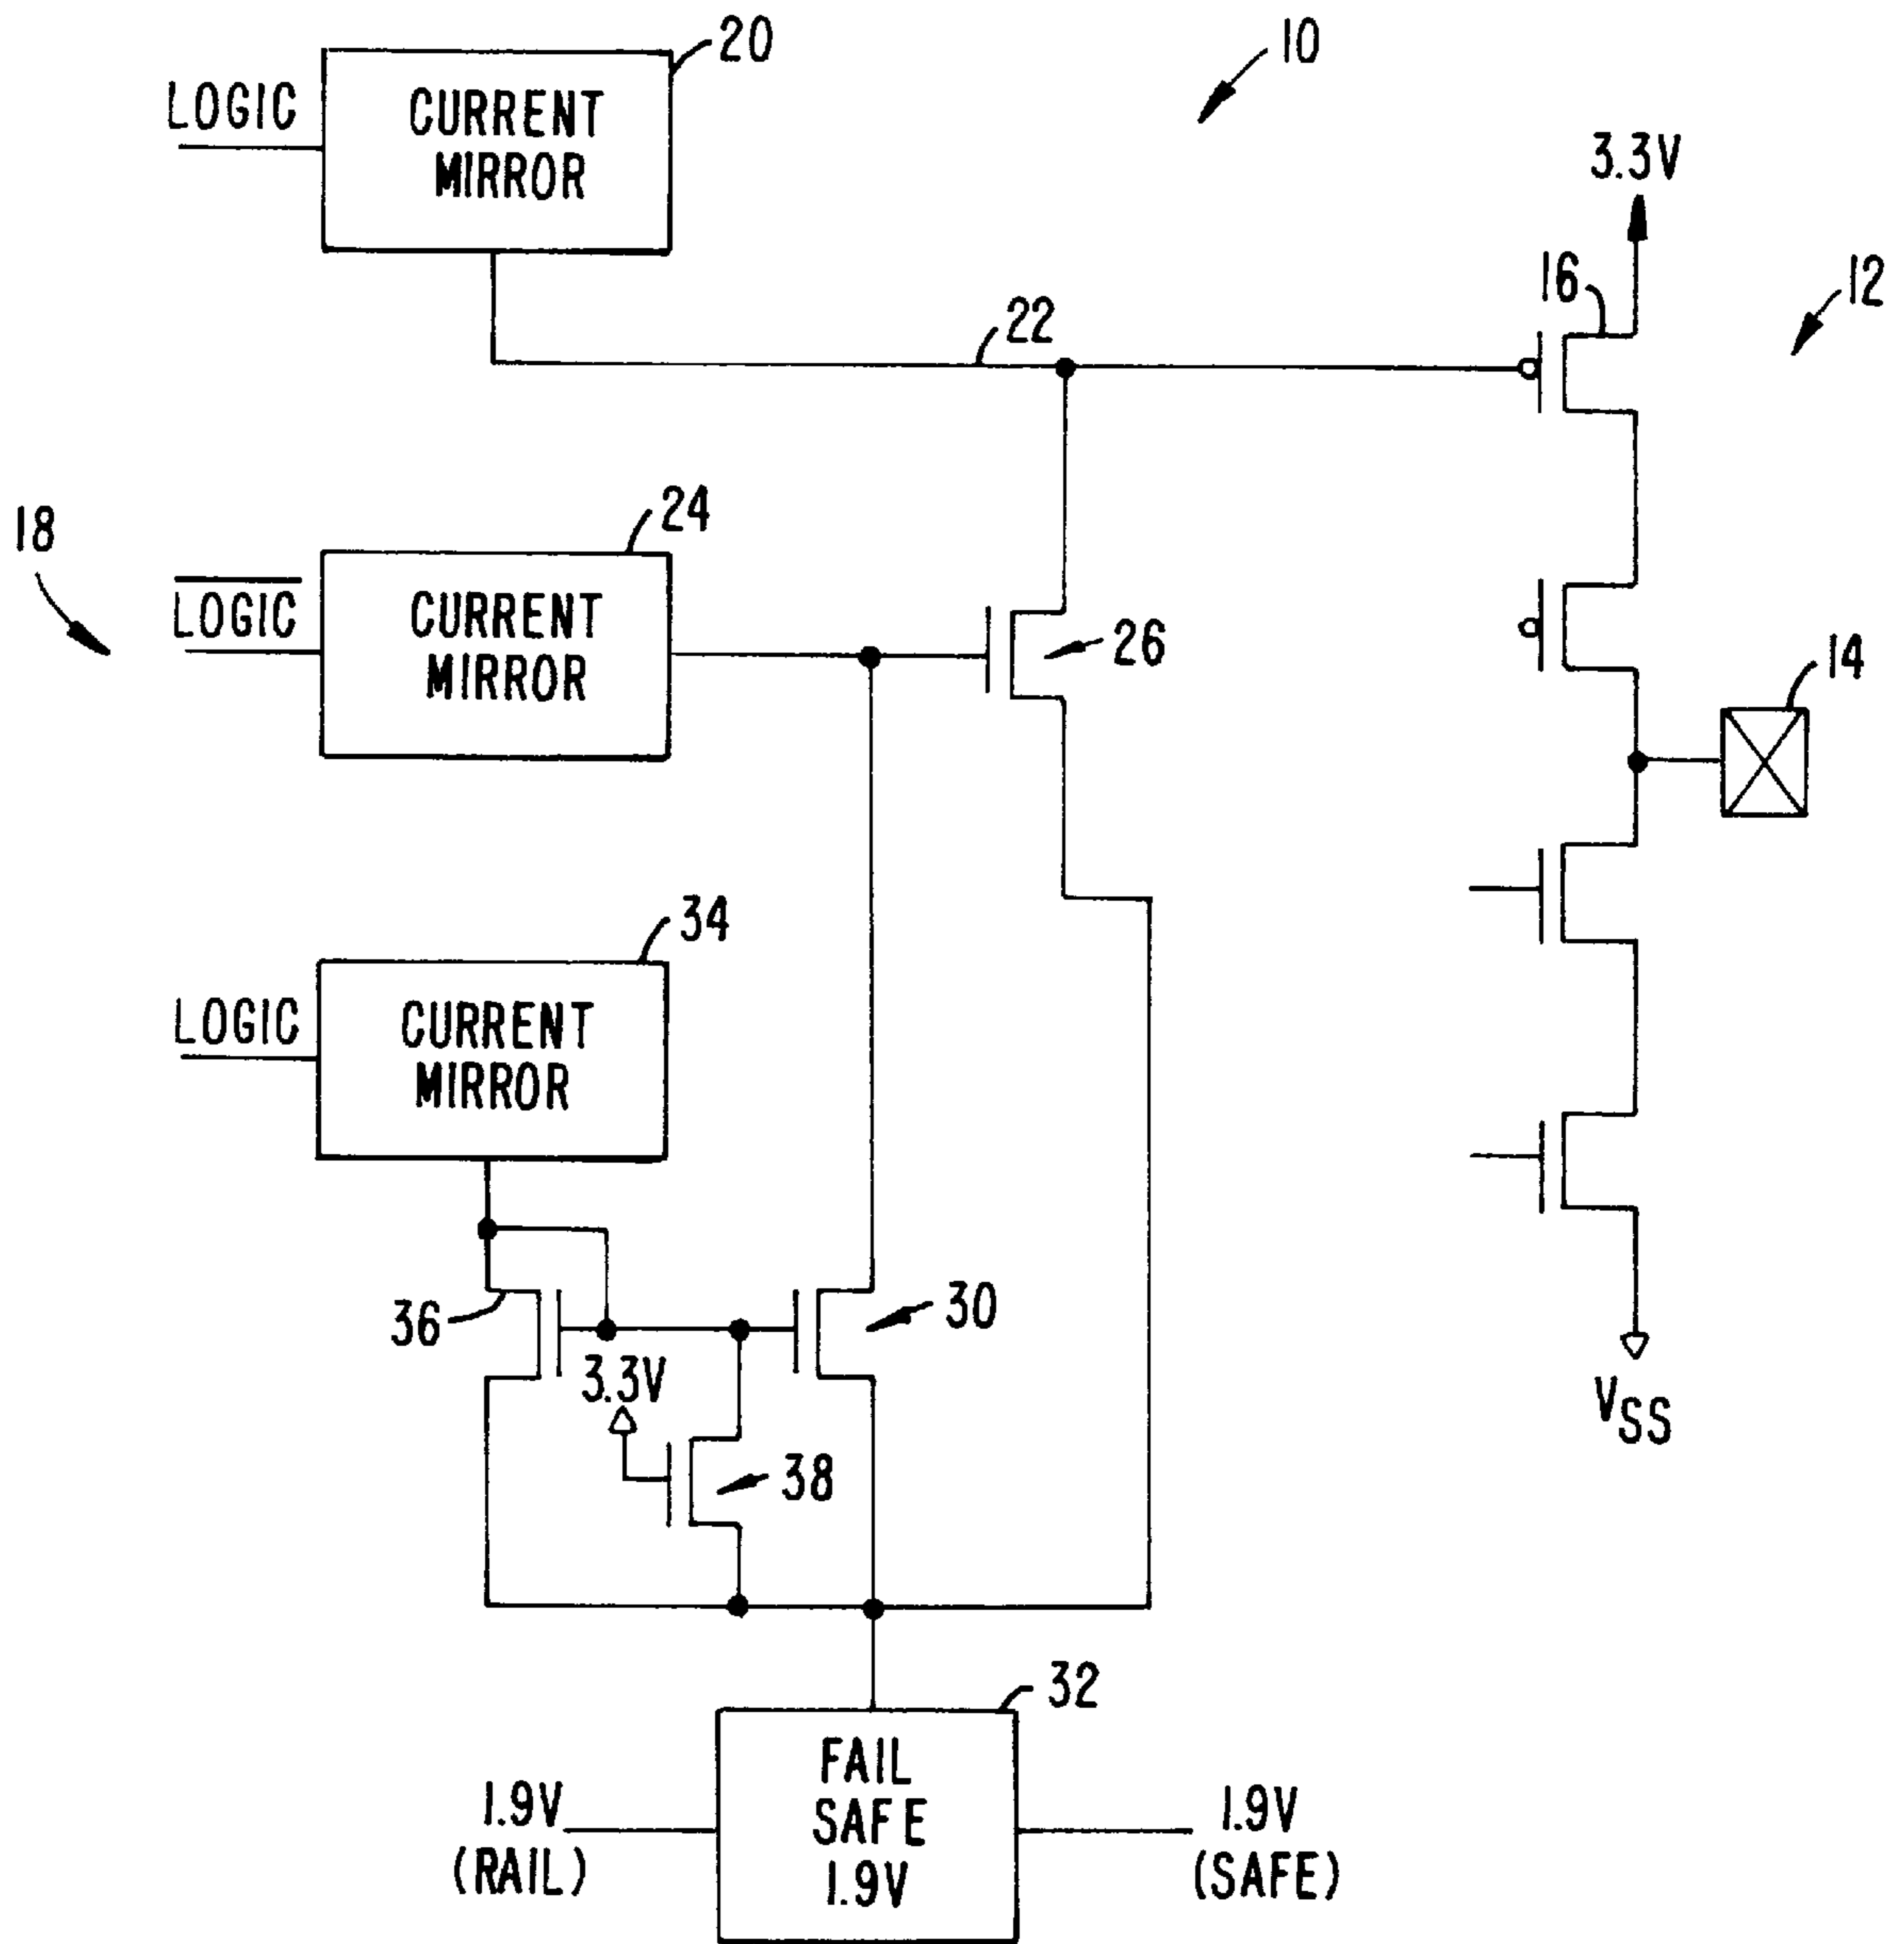 20
10
LOGIC
CURRENT
MIRROR
3.3V
16
12
22
24
18
L̅O̅G̅I̅C̅
CURRENT
MIRROR
26
14
34
LOGIC
CURRENT
MIRROR
36
30
3.3V
38
VSS
32
FAIL
SAFE
1.9V
1.9V
(RAIL)
1.9V
(SAFE)